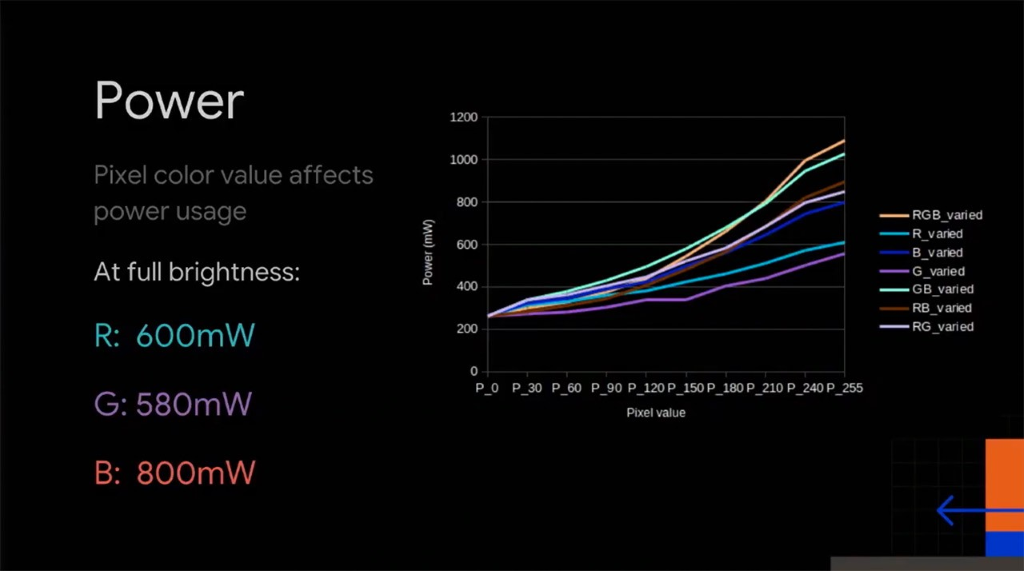 Power
Pixel color value affects
power usage
At full brightness:
R: 600mW
G: 580mW
B: 800mW
1200
1000
800
600
400
200
0
Power (mW)
P_0 P_30 P_60 P_90 P_120 P_150 P_180 P_210 P_240 P_255
Pixel value
RGB_varied
R_varied
B_varied
G_varied
GB_varied
RB_varied
RG_varied